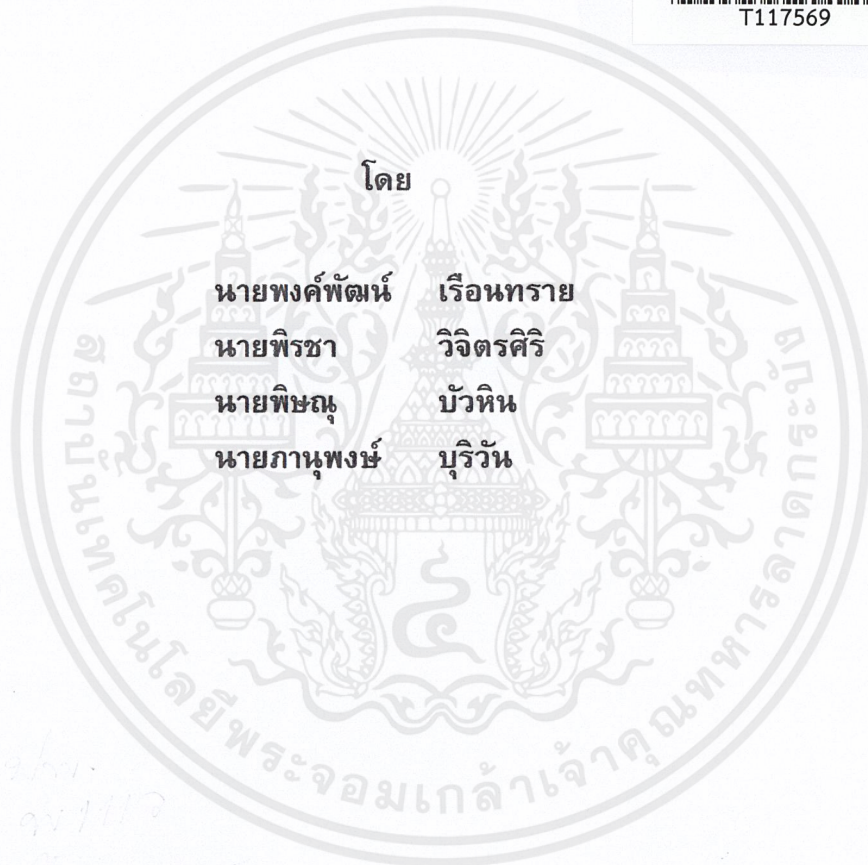 T117569
โดย
นายพงค์พัฒน์ เรือนทราย
นายพิรชา วิจิตรศิริ
นายพิษณุ บัวหิน
นายภานุพงษ์ บุริวัน
สถาบันเทคโนโลยีพระจอมเกล้าเจ้าคุณทหารลาดกระบัง